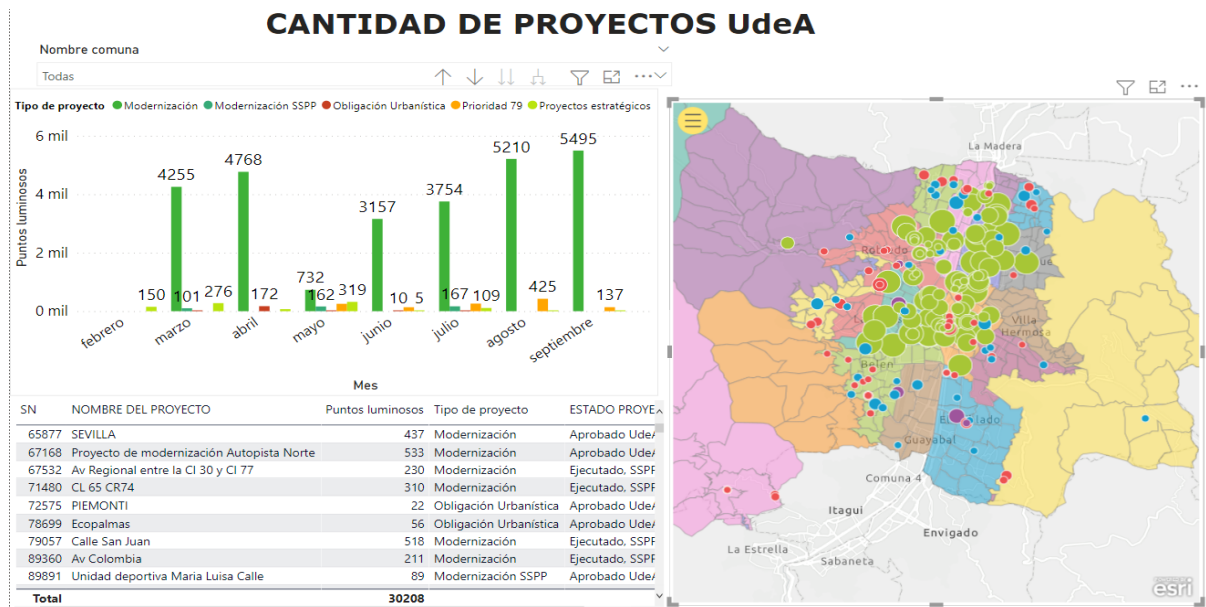 CANTIDAD DE PROYECTOS UdeA
Nombre comuna
Todas
Tipo de proyecto Modernización Modernización SSPP Obligación Urbanística Prioridad 79 Proyectos estratégicos
Puntos luminosos
6 mil
4 mil
2 mil
0 mil
150
4255
101
276
4768
172
732
162
319
3157
10
5
3754
167
109
5210
425
5495
137
febrero
marzo
abril
mayo
junio
julio
agosto
septiembre
Mes
SN NOMBRE DEL PROYECTO Puntos luminosos Tipo de proyecto ESTADO PROYE
65877 SEVILLA 437 Modernización Aprobado UdeA
67168 Proyecto de modernización Autopista Norte 533 Modernización Aprobado UdeA
67532 Av Regional entre la Cl 30 y Cl 77 230 Modernización Ejecutado, SSPP
71480 CL 65 CR74 310 Modernización Ejecutado, SSPP
72575 PIEMONTI 22 Obligación Urbanística Aprobado UdeA
78699 Ecopalmas 56 Obligación Urbanística Aprobado UdeA
79057 Calle San Juan 518 Modernización Ejecutado, SSPP
89360 Av Colombia 211 Modernización Ejecutado, SSPP
89891 Unidad deportiva Maria Luisa Calle 89 Modernización SSPP Aprobado UdeA
Total 30208
La Madera
Villa
Hermosa
Belén
Guayabal
Comuna 4
Itagui
Envigado
La Estrella
Sabaneta
esri